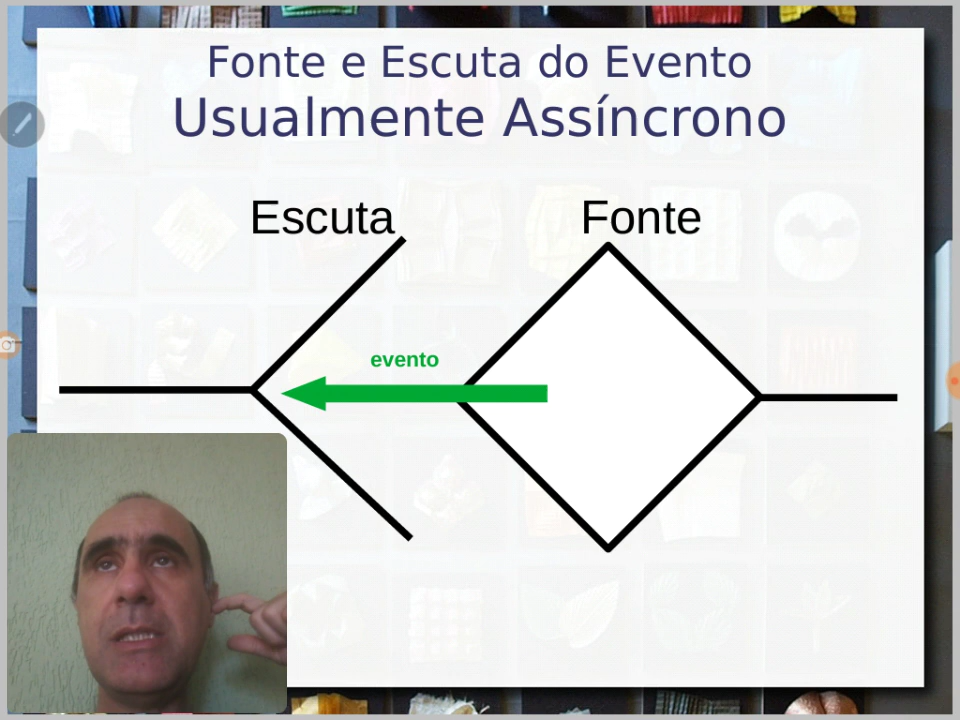 Fonte e Escuta do Evento
Usualmente Assíncrono
Escuta
Fonte
evento